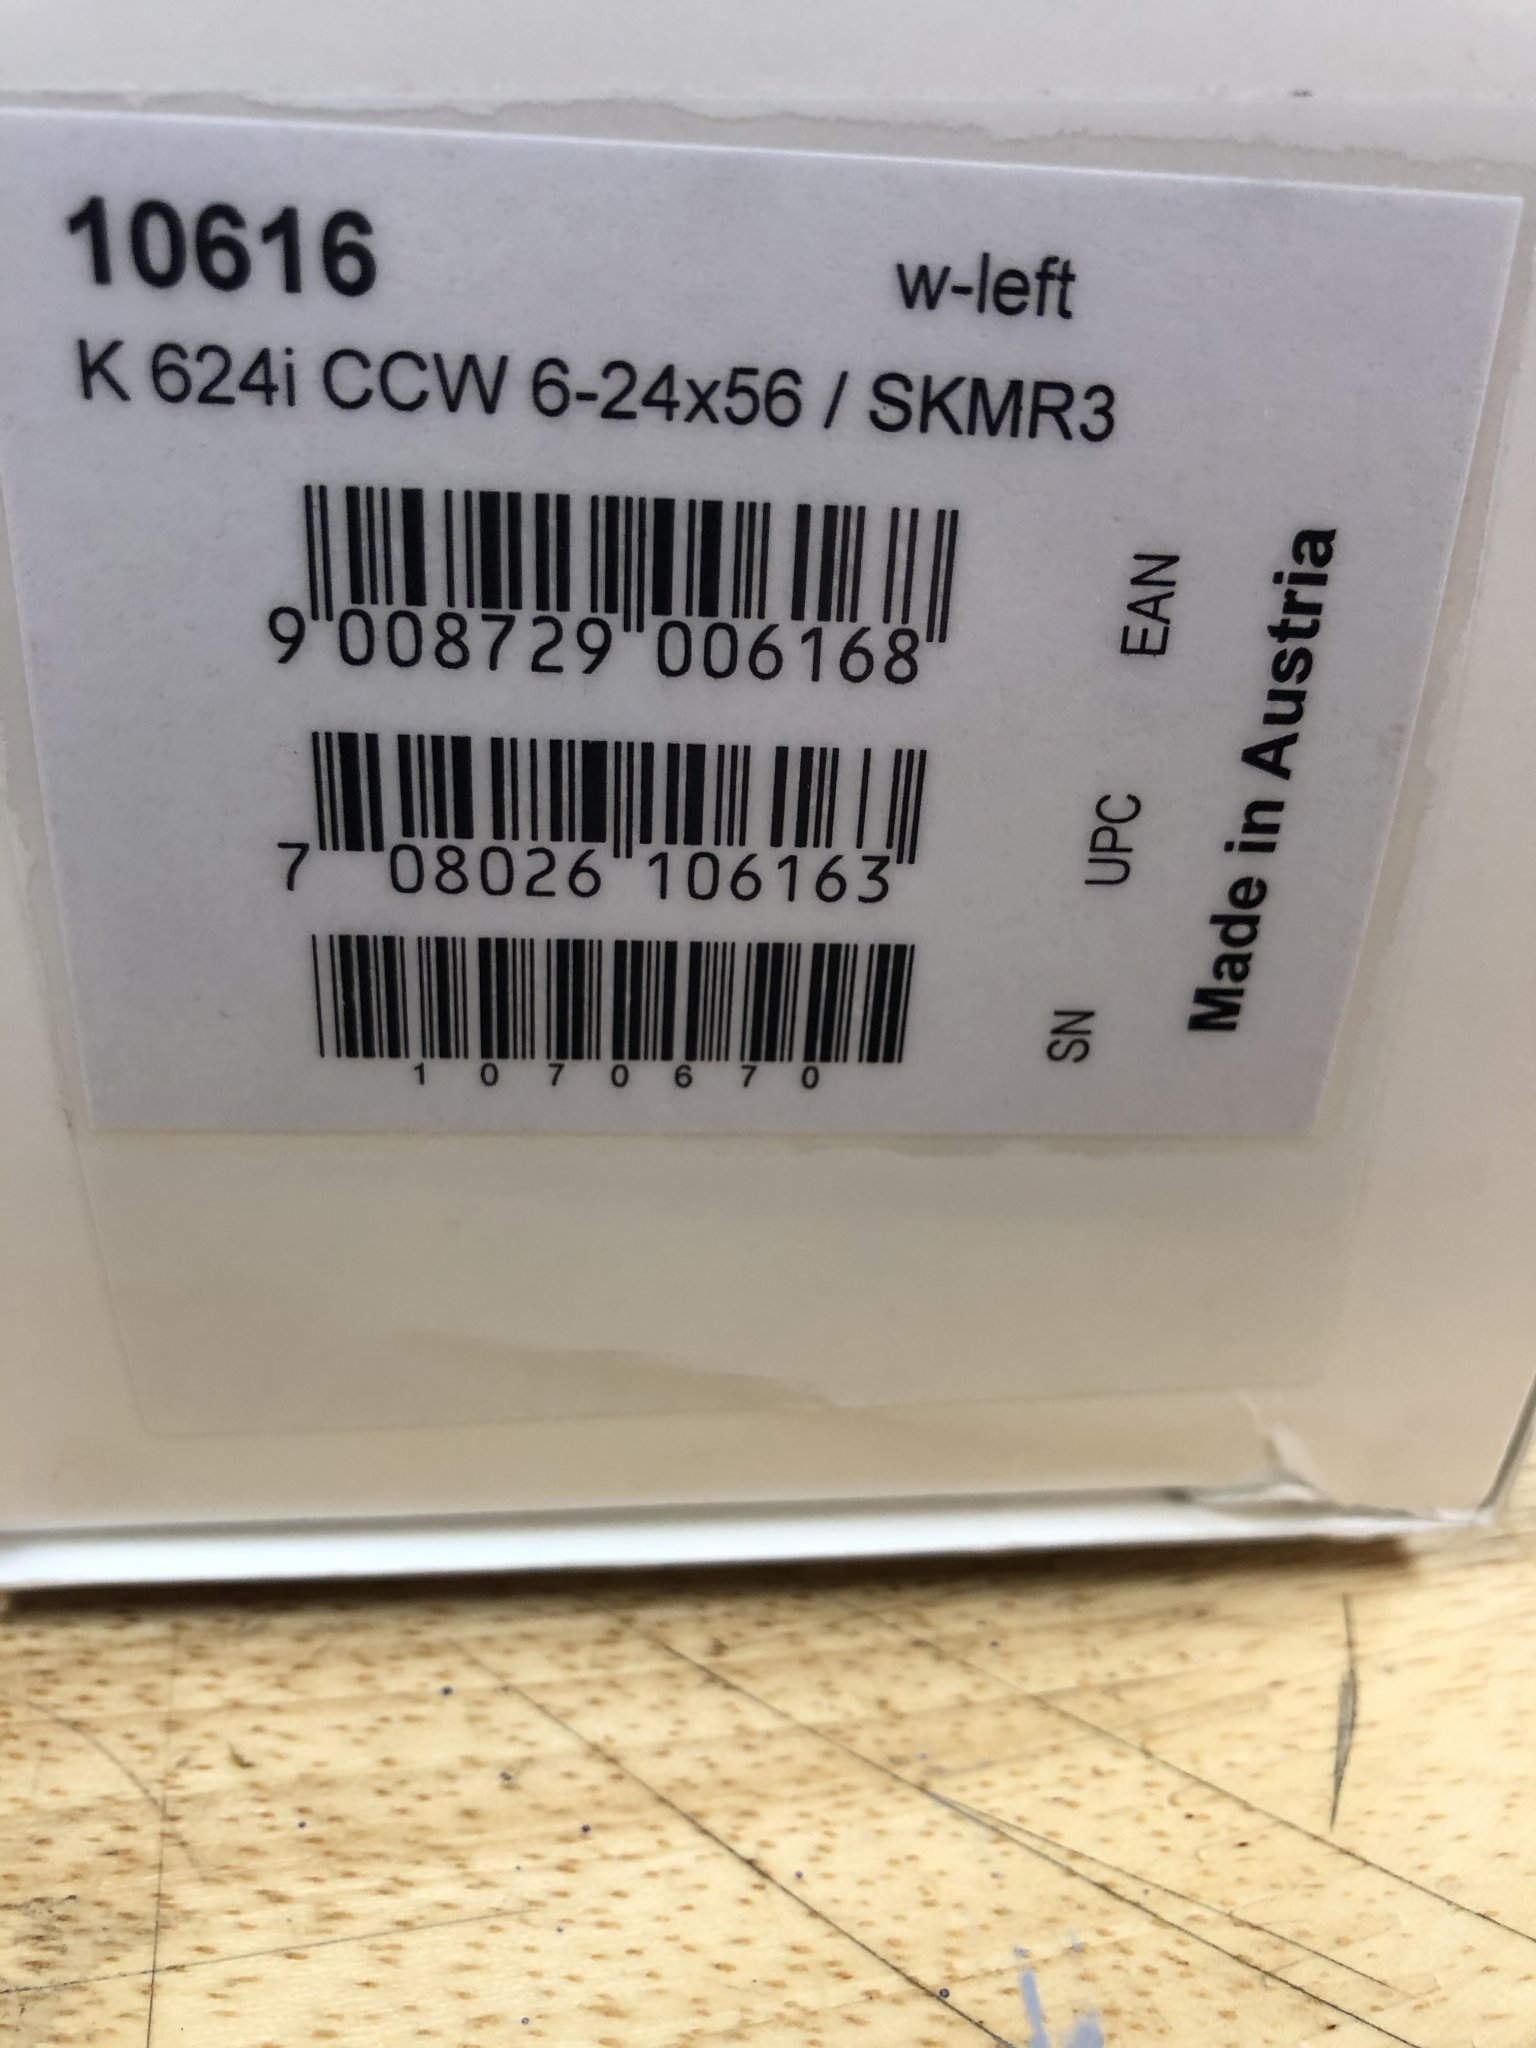 10616
w-left
K 624i CCW 6-24x56 / SKMR3
9 008729 006168
EAN
7 08026 106163
UPC
1070670
SN
Made in Austria